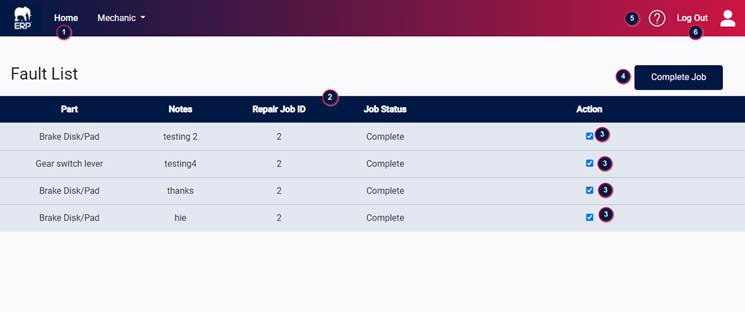 ERP
Home Mechanic 5 ? Log Out
1 6
Fault List 4 Complete Job
2
Part Notes Repair Job ID Job Status Action
Brake Disk/Pad testing 2 2 Complete 3
Gear switch lever testing4 2 Complete 3
Brake Disk/Pad thanks 2 Complete 3
Brake Disk/Pad hie 2 Complete 3